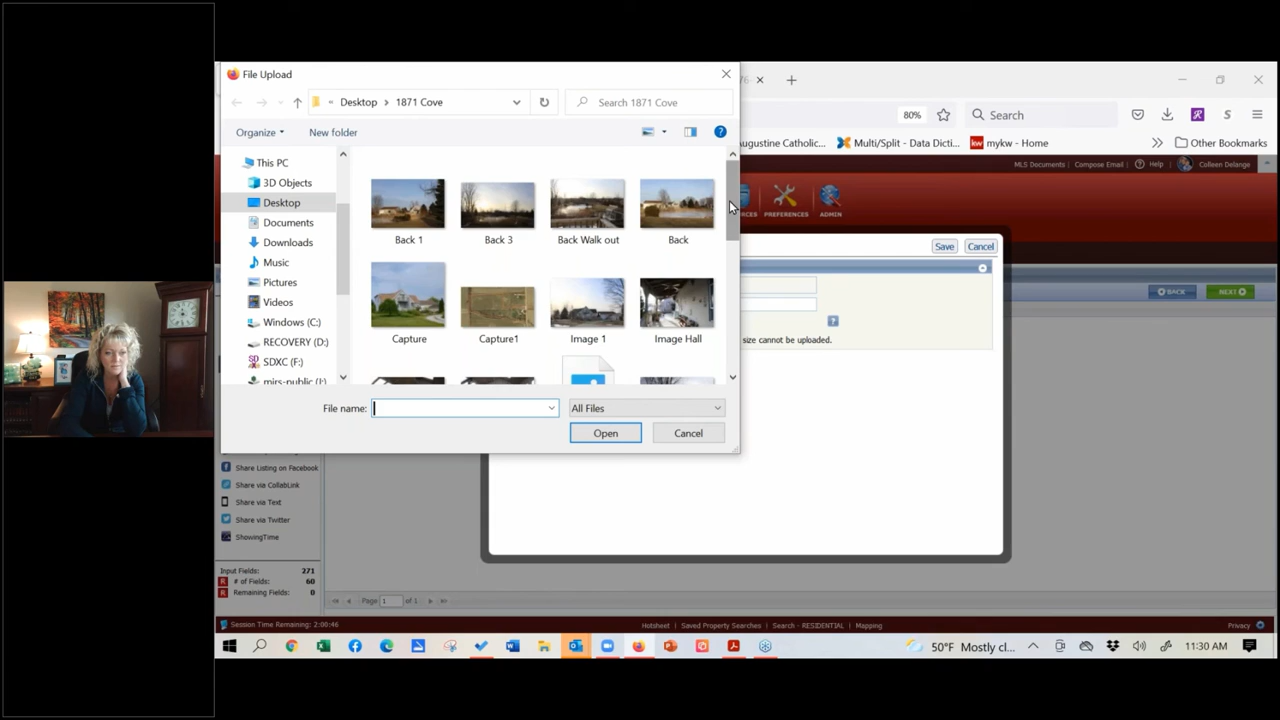 File Upload
« Desktop › 1871 Cove
Search 1871 Cove
Organize
New folder
This PC
3D Objects
Desktop
Documents
Downloads
Music
Pictures
Videos
Windows (C:)
RECOVERY (D:)
SDXC (F:)
mirs-public (I:
Back 1
Back 3
Back Walk out
Back
Capture
Capture1
Image 1
Image Hall
File name:
All Files
Open
Cancel
80%
Search
Augustine Catholic...
Multi/Split - Data Dicti...
mykw - Home
Other Bookmarks
MLS Documents
Compose Email
Help
Colleen Delange
PREFERENCES
ADMIN
Save
Cancel
size cannot be uploaded.
BACK
NEXT
Share Listing on Facebook
Share via CollabLink
Share via Text
Share via Twitter
ShowingTime
Input Fields: 271
R # of Fields: 60
R Remaining Fields: 0
Page 1 of 1
Session Time Remaining: 2:00:46
Hotsheet
Saved Property Searches
Search - RESIDENTIAL
Mapping
Privacy
50°F Mostly cl...
11:30 AM